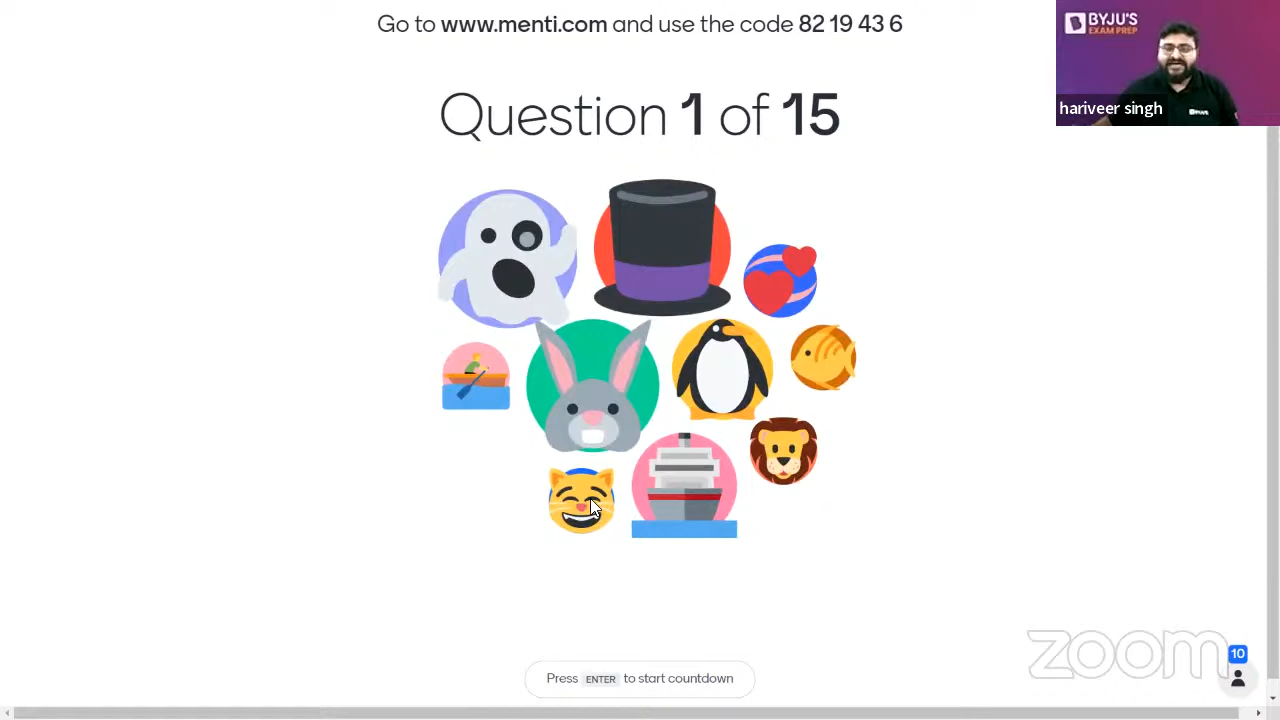 Go to www.menti.com and use the code 82 19 43 6
BYJU'S
EXAM PREP
hariveer singh
Question 1 of 15
zoom
10
Press ENTER to start countdown